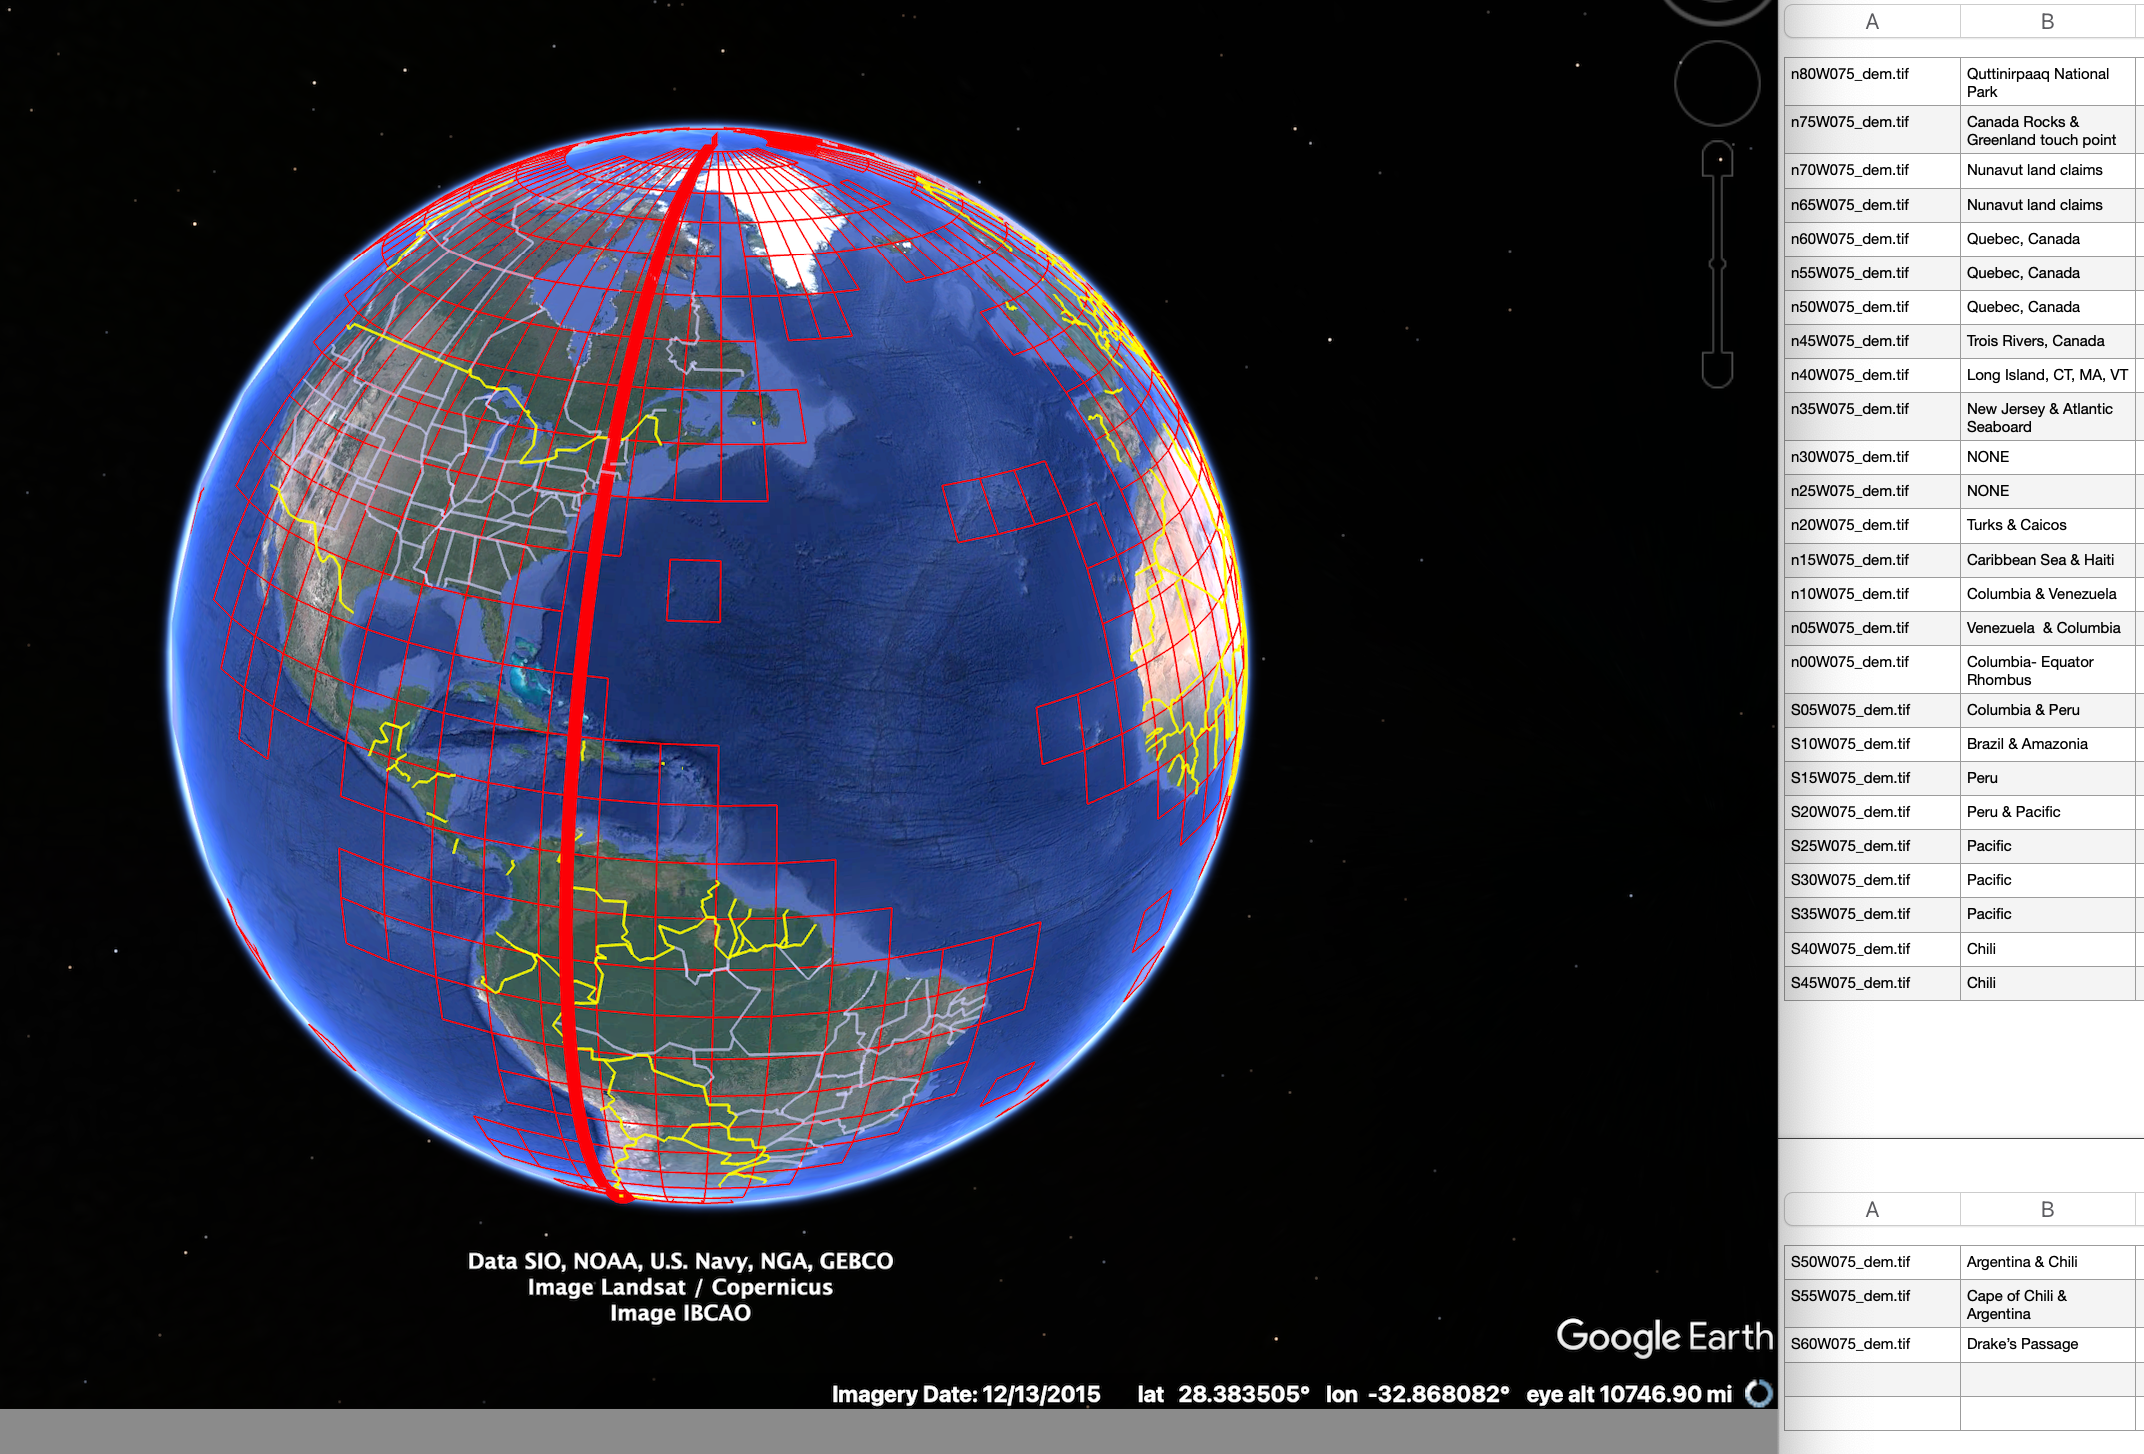 A B
n80W075_dem.tif Quttinirpaaq National
Park
n75W075_dem.tif Canada Rocks &
Greenland touch point
n70W075_dem.tif Nunavut land claims
n65W075_dem.tif Nunavut land claims
n60W075_dem.tif Quebec, Canada
n55W075_dem.tif Quebec, Canada
n50W075_dem.tif Quebec, Canada
n45W075_dem.tif Trois Rivers, Canada
n40W075_dem.tif Long Island, CT, MA, VT
n35W075_dem.tif New Jersey & Atlantic
Seaboard
n30W075_dem.tif NONE
n25W075_dem.tif NONE
n20W075_dem.tif Turks & Caicos
n15W075_dem.tif Caribbean Sea & Haiti
n10W075_dem.tif Columbia & Venezuela
n05W075_dem.tif Venezuela & Columbia
n00W075_dem.tif Columbia- Equator
Rhombus
S05W075_dem.tif Columbia & Peru
S10W075_dem.tif Brazil & Amazonia
S15W075_dem.tif Peru
S20W075_dem.tif Peru & Pacific
S25W075_dem.tif Pacific
S30W075_dem.tif Pacific
S35W075_dem.tif Pacific
S40W075_dem.tif Chili
S45W075_dem.tif Chili
A B
S50W075_dem.tif Argentina & Chili
S55W075_dem.tif Cape of Chili &
Argentina
S60W075_dem.tif Drake’s Passage
Data SIO, NOAA, U.S. Navy, NGA, GEBCO
Image Landsat / Copernicus
Image IBCAO
Google Earth
Imagery Date: 12/13/2015 lat 28.383505° lon -32.868082° eye alt 10746.90 mi